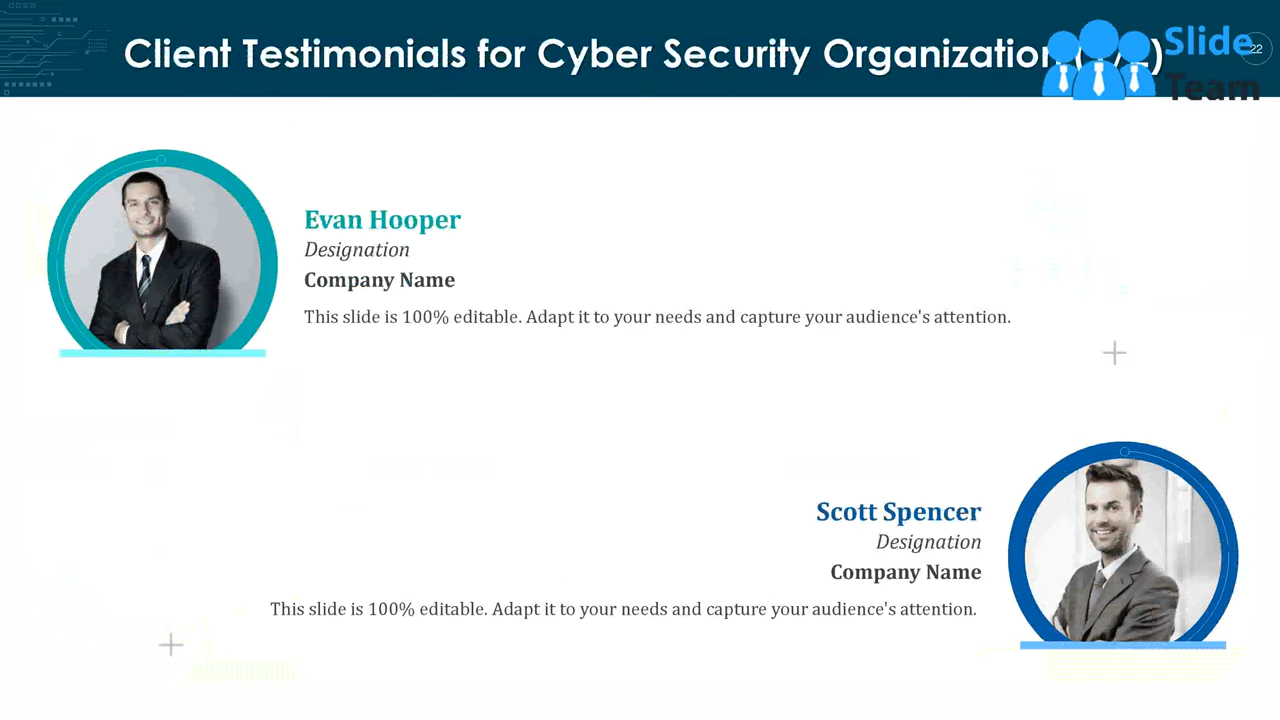 Client Testimonials for Cyber Security Organization
Slide
Team
22
Evan Hooper
Designation
Company Name
This slide is 100% editable. Adapt it to your needs and capture your audience's attention.
Scott Spencer
Designation
Company Name
This slide is 100% editable. Adapt it to your needs and capture your audience's attention.